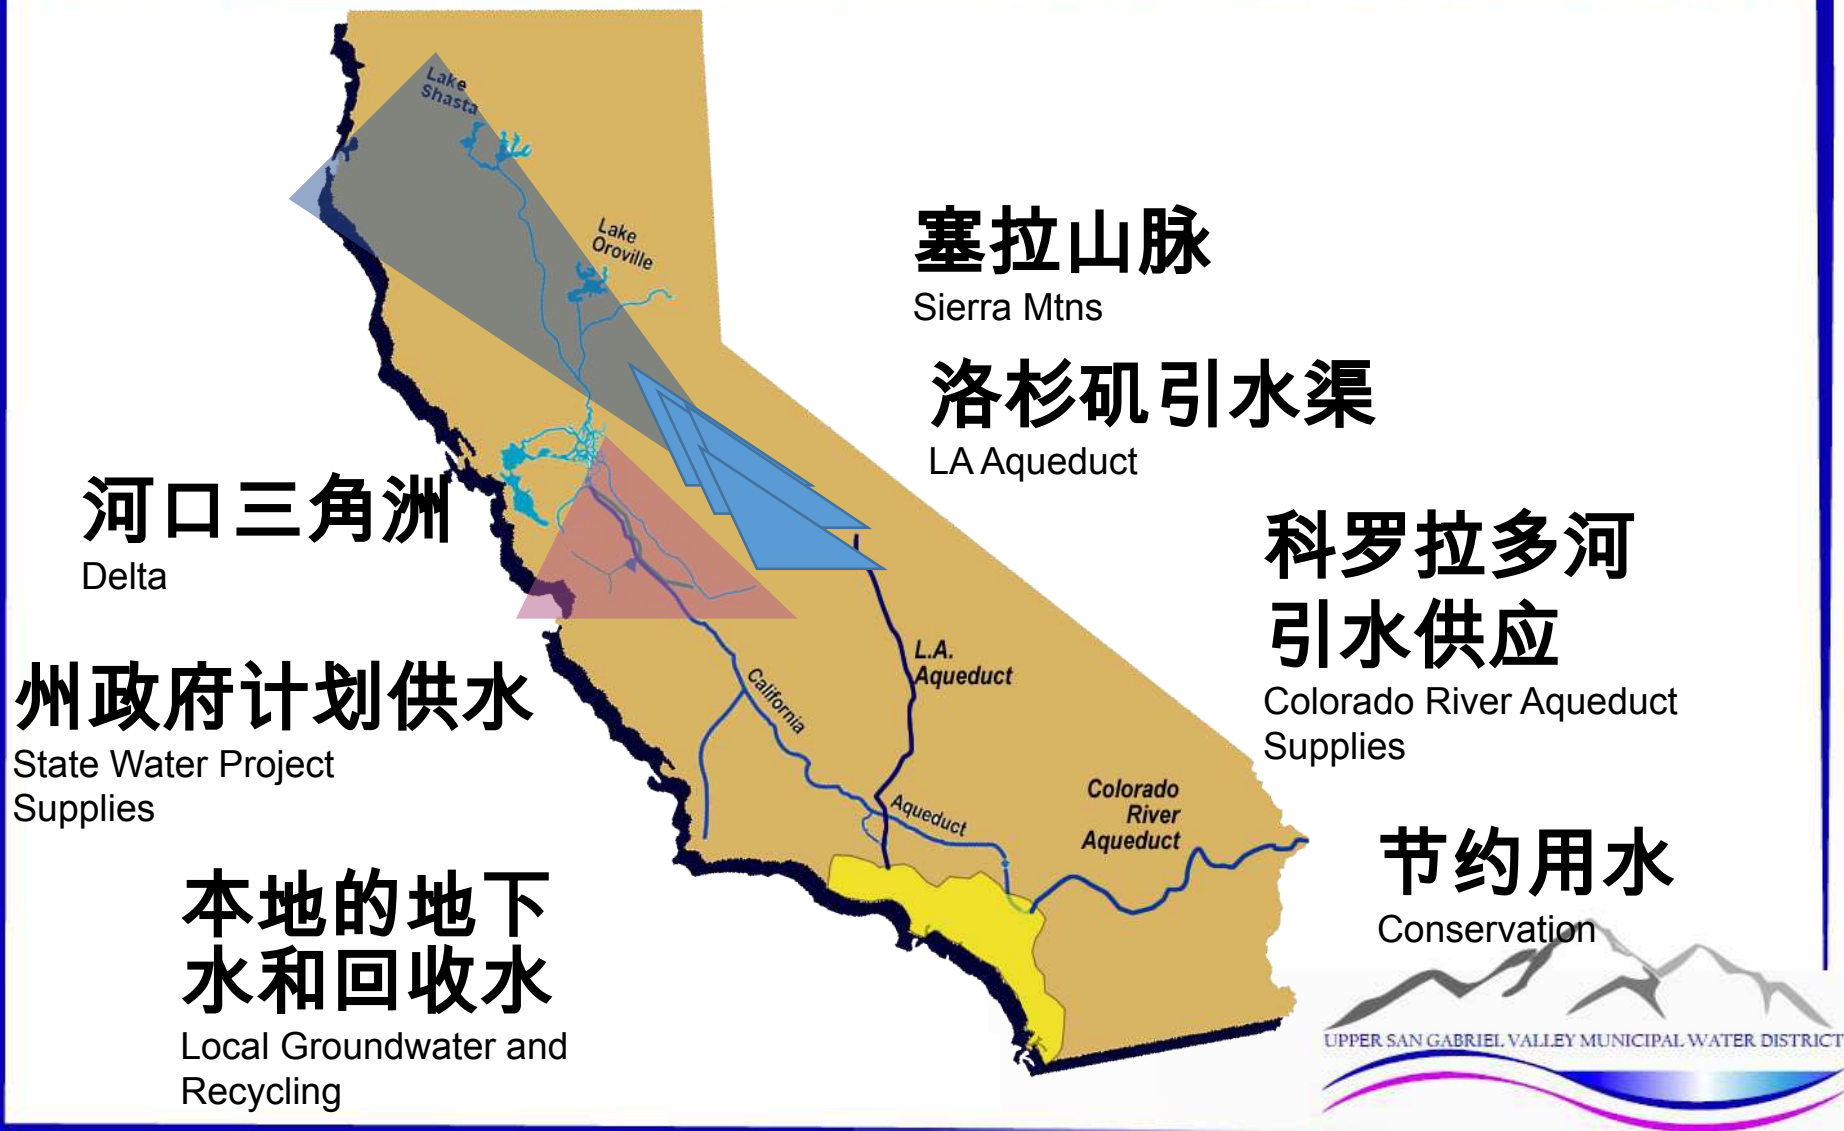 Lake
Shasta
Lake
Oroville
塞拉山脉
Sierra Mtns
洛杉矶引水渠
LA Aqueduct
河口三角洲
Delta
科罗拉多河
引水供应
Colorado River Aqueduct
Supplies
州政府计划供水
State Water Project
Supplies
L.A.
Aqueduct
California
Aqueduct
Colorado
River
Aqueduct
节约用水
Conservation
本地的地下
水和回收水
Local Groundwater and
Recycling
UPPER SAN GABRIEL VALLEY MUNICIPAL WATER DISTRICT